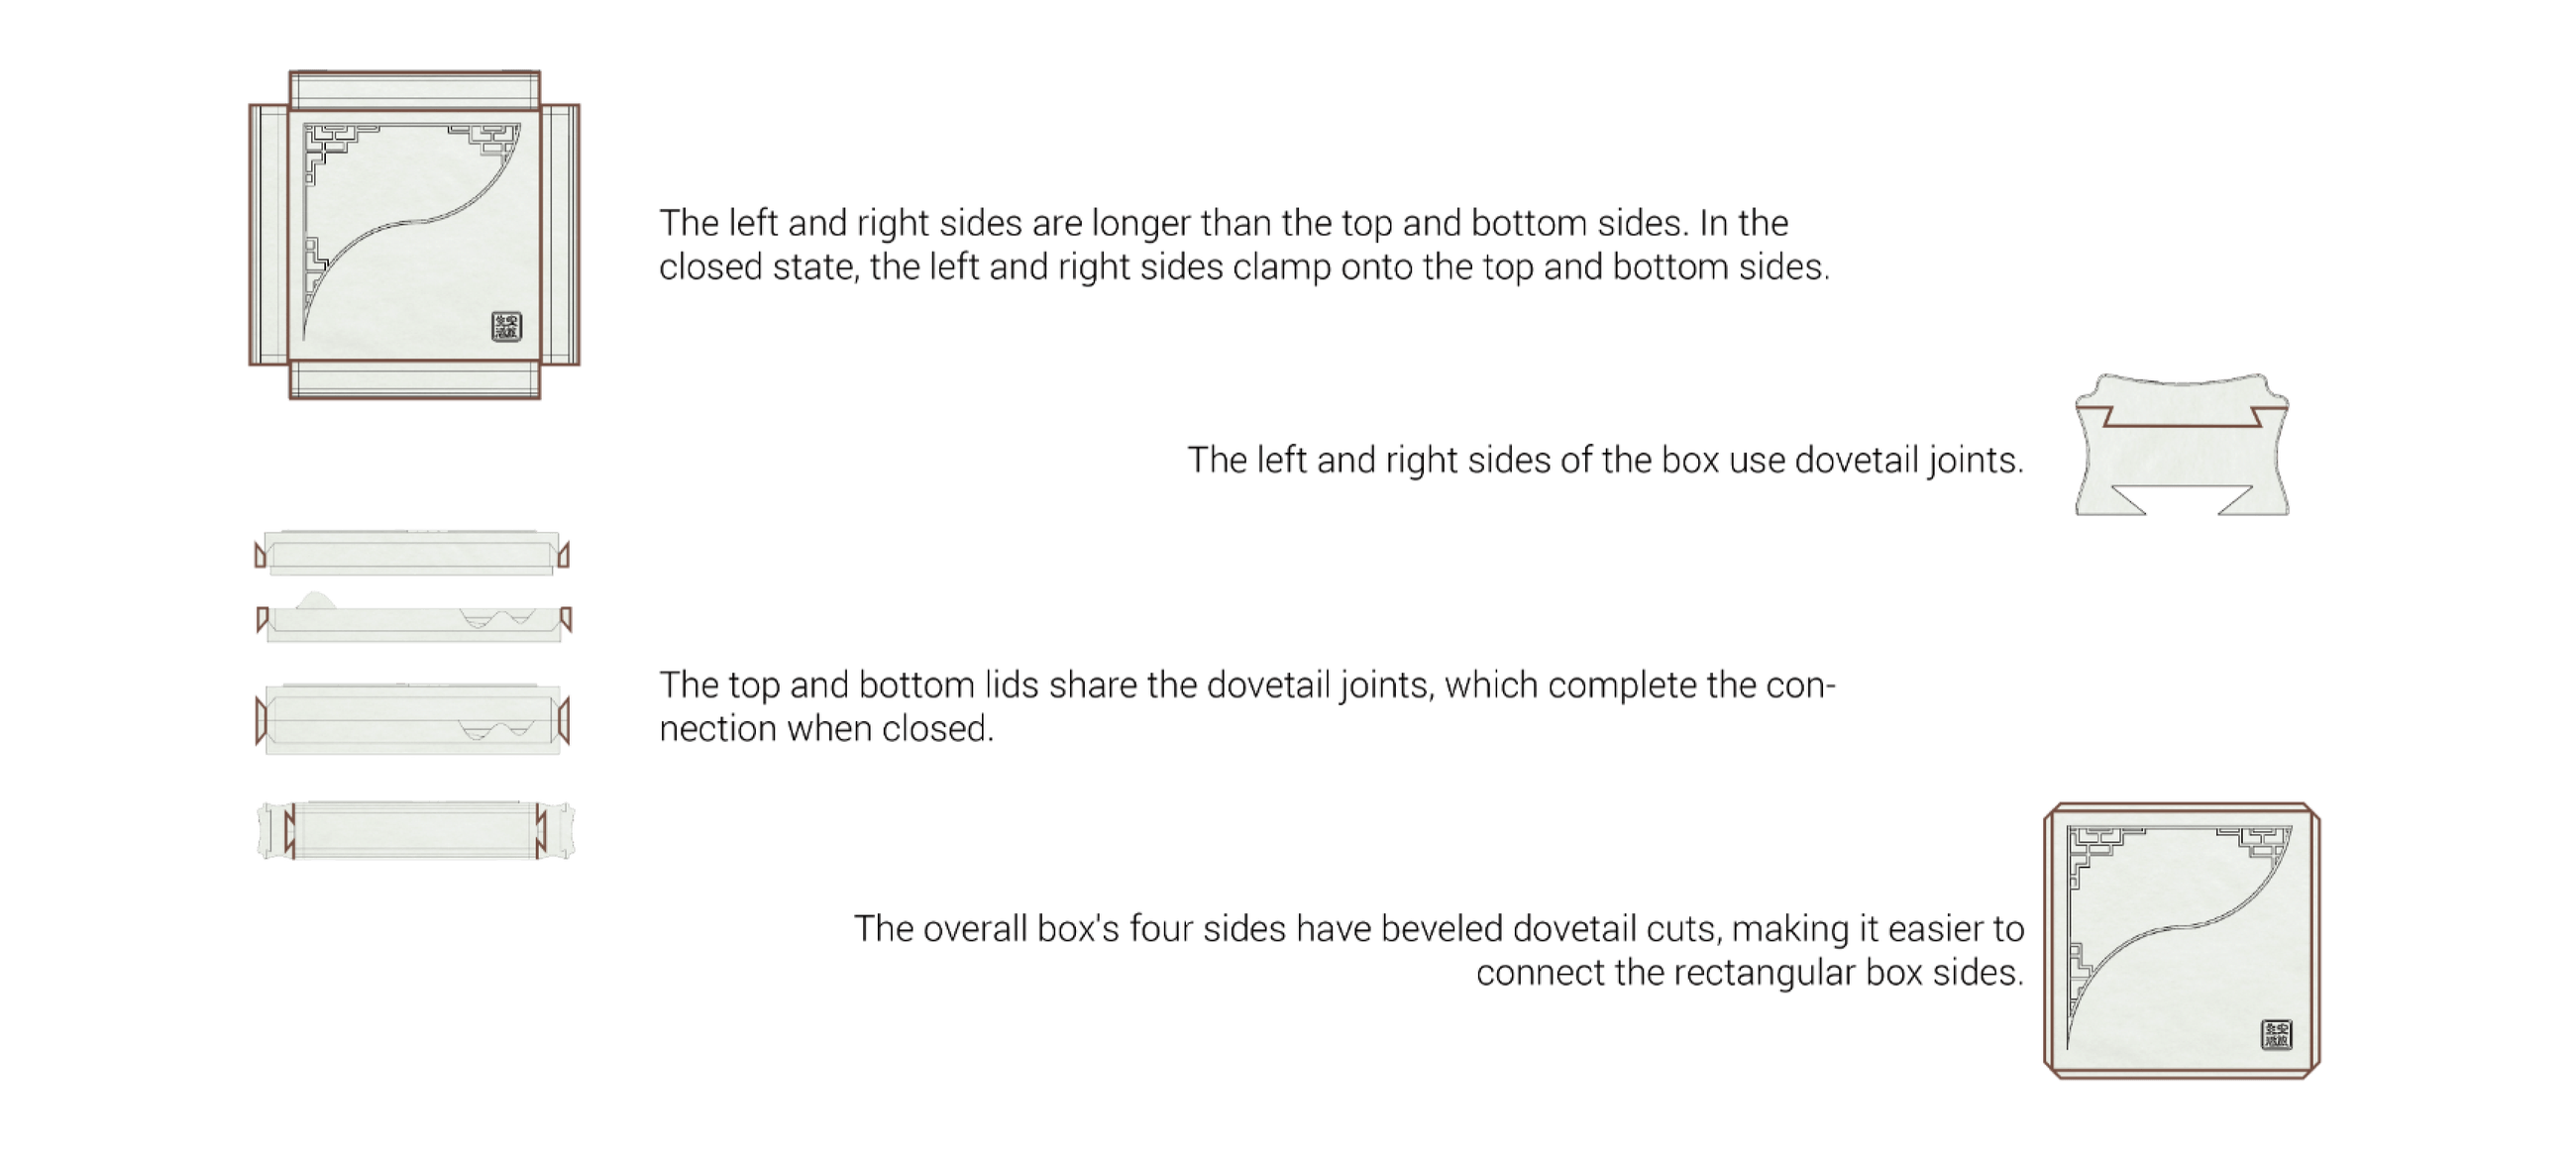 The left and right sides are longer than the top and bottom sides. In the
closed state, the left and right sides clamp onto the top and bottom sides.
The left and right sides of the box use dovetail joints.
The top and bottom lids share the dovetail joints, which complete the con-
nection when closed.
The overall box's four sides have beveled dovetail cuts, making it easier to
connect the rectangular box sides.